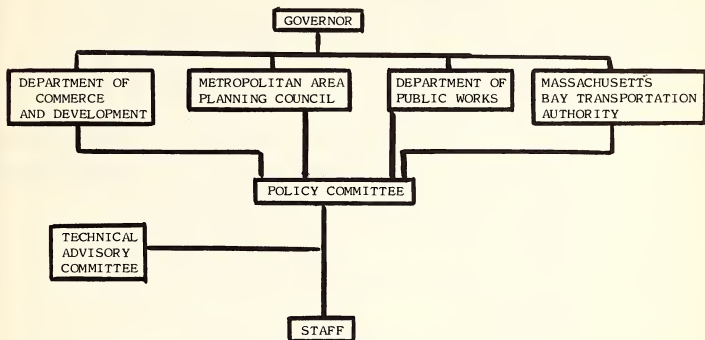 GOVERNOR
DEPARTMENT OF
COMMERCE
AND DEVELOPMENT
METROPOLITAN AREA
PLANNING COUNCIL
DEPARTMENT OF
PUBLIC WORKS
MASSACHUSETTS
BAY TRANSPORTATION
AUTHORITY
POLICY COMMITTEE
TECHNICAL
ADVISORY
COMMITTEE
STAFF